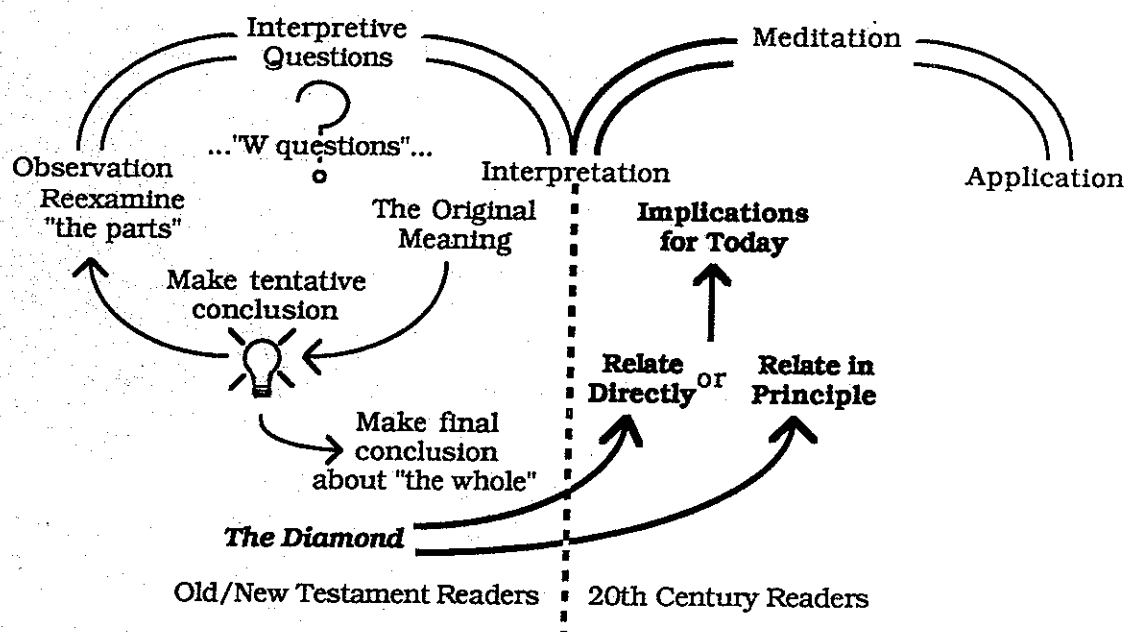 Interpretive
Questions
Meditation
..."W questions"...
Observation
Reexamine
"the parts"
Interpretation
Application
The Original
Meaning
Implications
for Today
Make tentative
conclusion
Relate
Directly
or
Relate in
Principle
Make final
conclusion
about "the whole"
The Diamond
Old/New Testament Readers
20th Century Readers